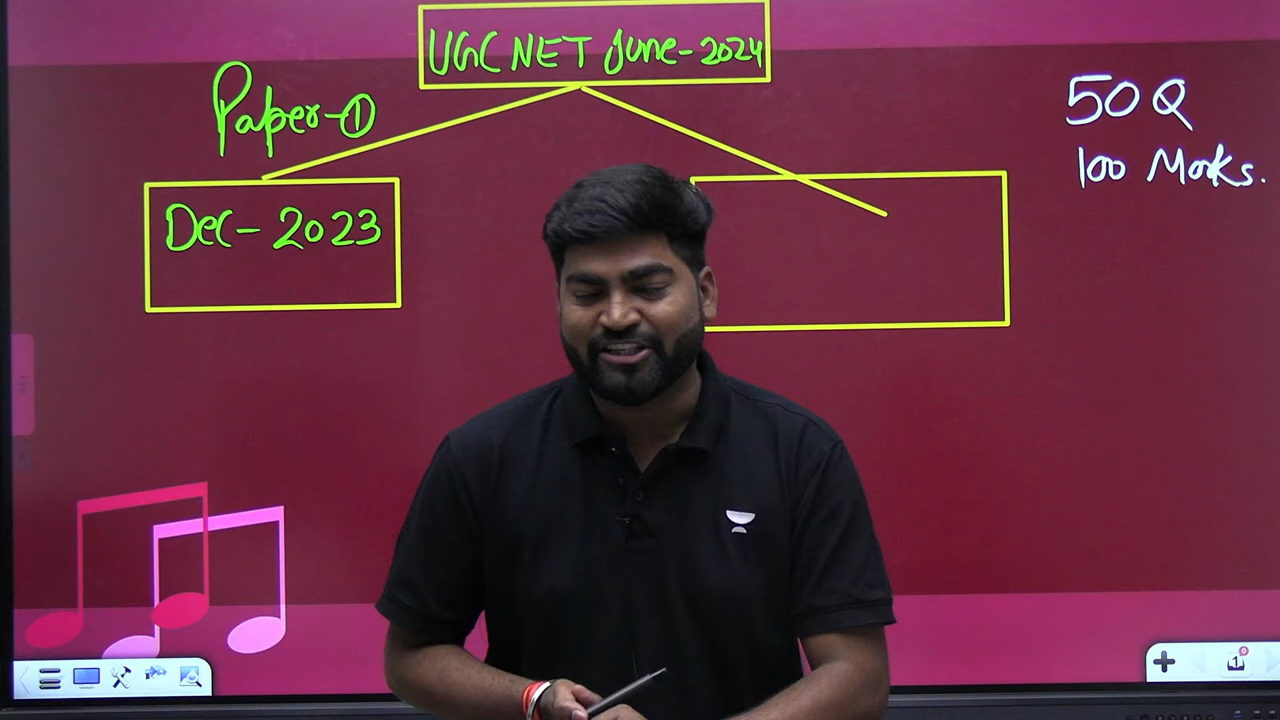 UGC NET June-2024
Paper-①
50 Q
100 Marks.
Dec-2023